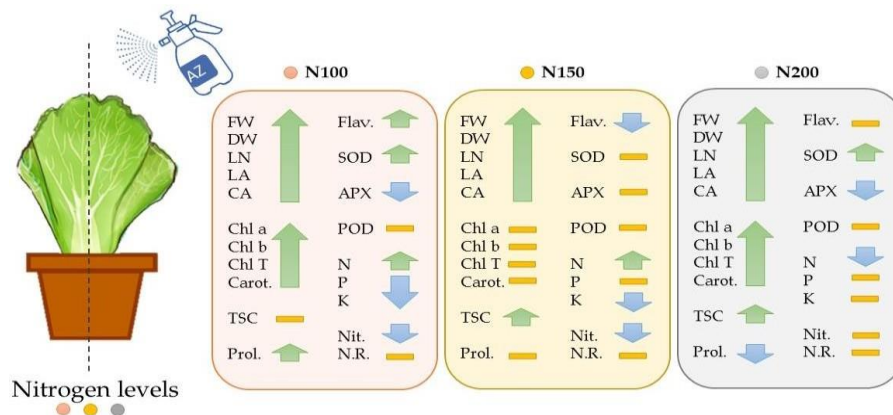 AZ
Nitrogen levels
N100
FW
DW
LN
LA
CA
Chl a
Chl b
Chl T
Carot.
TSC
Prol.
Flav.
SOD
APX
POD
N
P
K
Nit.
N.R.
N150
FW
DW
LN
LA
CA
Chl a
Chl b
Chl T
Carot.
TSC
Prol.
Flav.
SOD
APX
POD
N
P
K
Nit.
N.R.
N200
FW
DW
LN
LA
CA
Chl a
Chl b
Chl T
Carot.
TSC
Prol.
Flav.
SOD
APX
POD
N
P
K
Nit.
N.R.